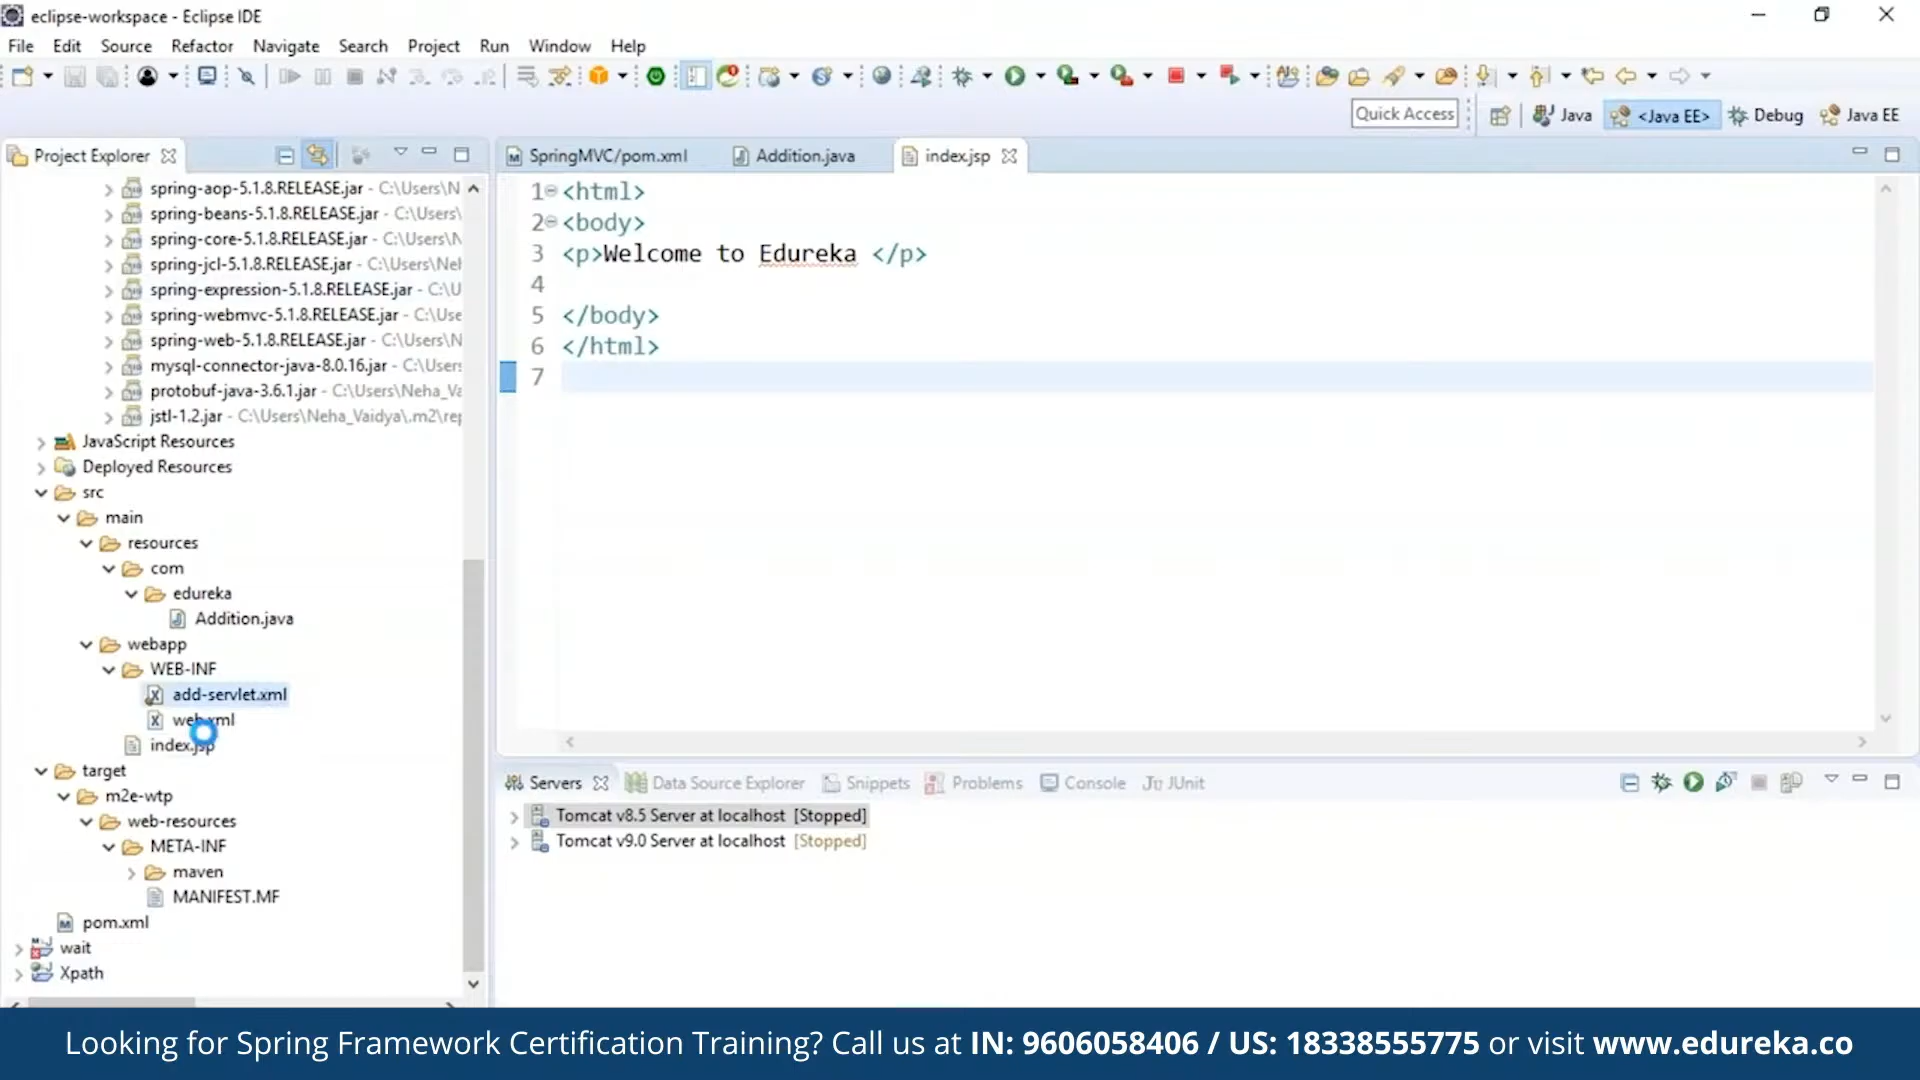 eclipse-workspace - Eclipse IDE
File Edit Source Refactor Navigate Search Project Run Window Help
Quick Access Java <Java EE> Debug Java EE
Project Explorer
SpringMVC/pom.xml Addition.java index.jsp
spring-aop-5.1.8.RELEASE.jar - C:\Users\N
spring-beans-5.1.8.RELEASE.jar - C:\Users\
spring-core-5.1.8.RELEASE.jar - C:\Users\N
spring-jcl-5.1.8.RELEASE.jar - C:\Users\Neh
spring-expression-5.1.8.RELEASE.jar - C:\U
spring-webmvc-5.1.8.RELEASE.jar - C:\Use
spring-web-5.1.8.RELEASE.jar - C:\Users\N
mysql-connector-java-8.0.16.jar - C:\Users
protobuf-java-3.6.1.jar - C:\Users\Neha_Va
jstl-1.2.jar - C:\Users\Neha_Vaidya\.m2\rep
JavaScript Resources
Deployed Resources
src
main
resources
com
edureka
Addition.java
webapp
WEB-INF
add-servlet.xml
web.xml
index.jsp
target
m2e-wtp
web-resources
META-INF
maven
MANIFEST.MF
pom.xml
wait
Xpath
1 <html>
2 <body>
3 <p>Welcome to Edureka </p>
4
5 </body>
6 </html>
7
Servers Data Source Explorer Snippets Problems Console JUnit
Tomcat v8.5 Server at localhost [Stopped]
Tomcat v9.0 Server at localhost [Stopped]
Looking for Spring Framework Certification Training? Call us at IN: 9606058406 / US: 18338555775 or visit www.edureka.co